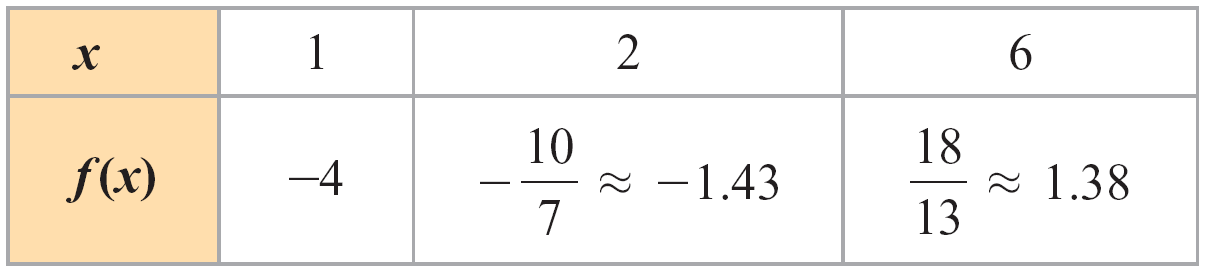 x 1 2 6
f(x) −4 −10/7 ≈ −1.43 18/13 ≈ 1.38